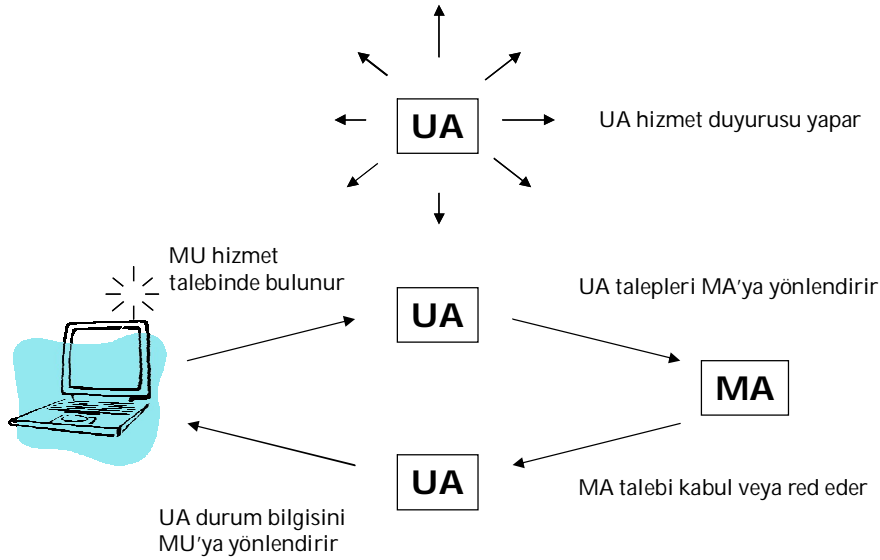 UA
UA hizmet duyurusu yapar
MU hizmet
talebinde bulunur
UA
UA talepleri MA'ya yönlendirir
MA
UA
MA talebi kabul veya red eder
UA durum bilgisini
MU'ya yönlendirir